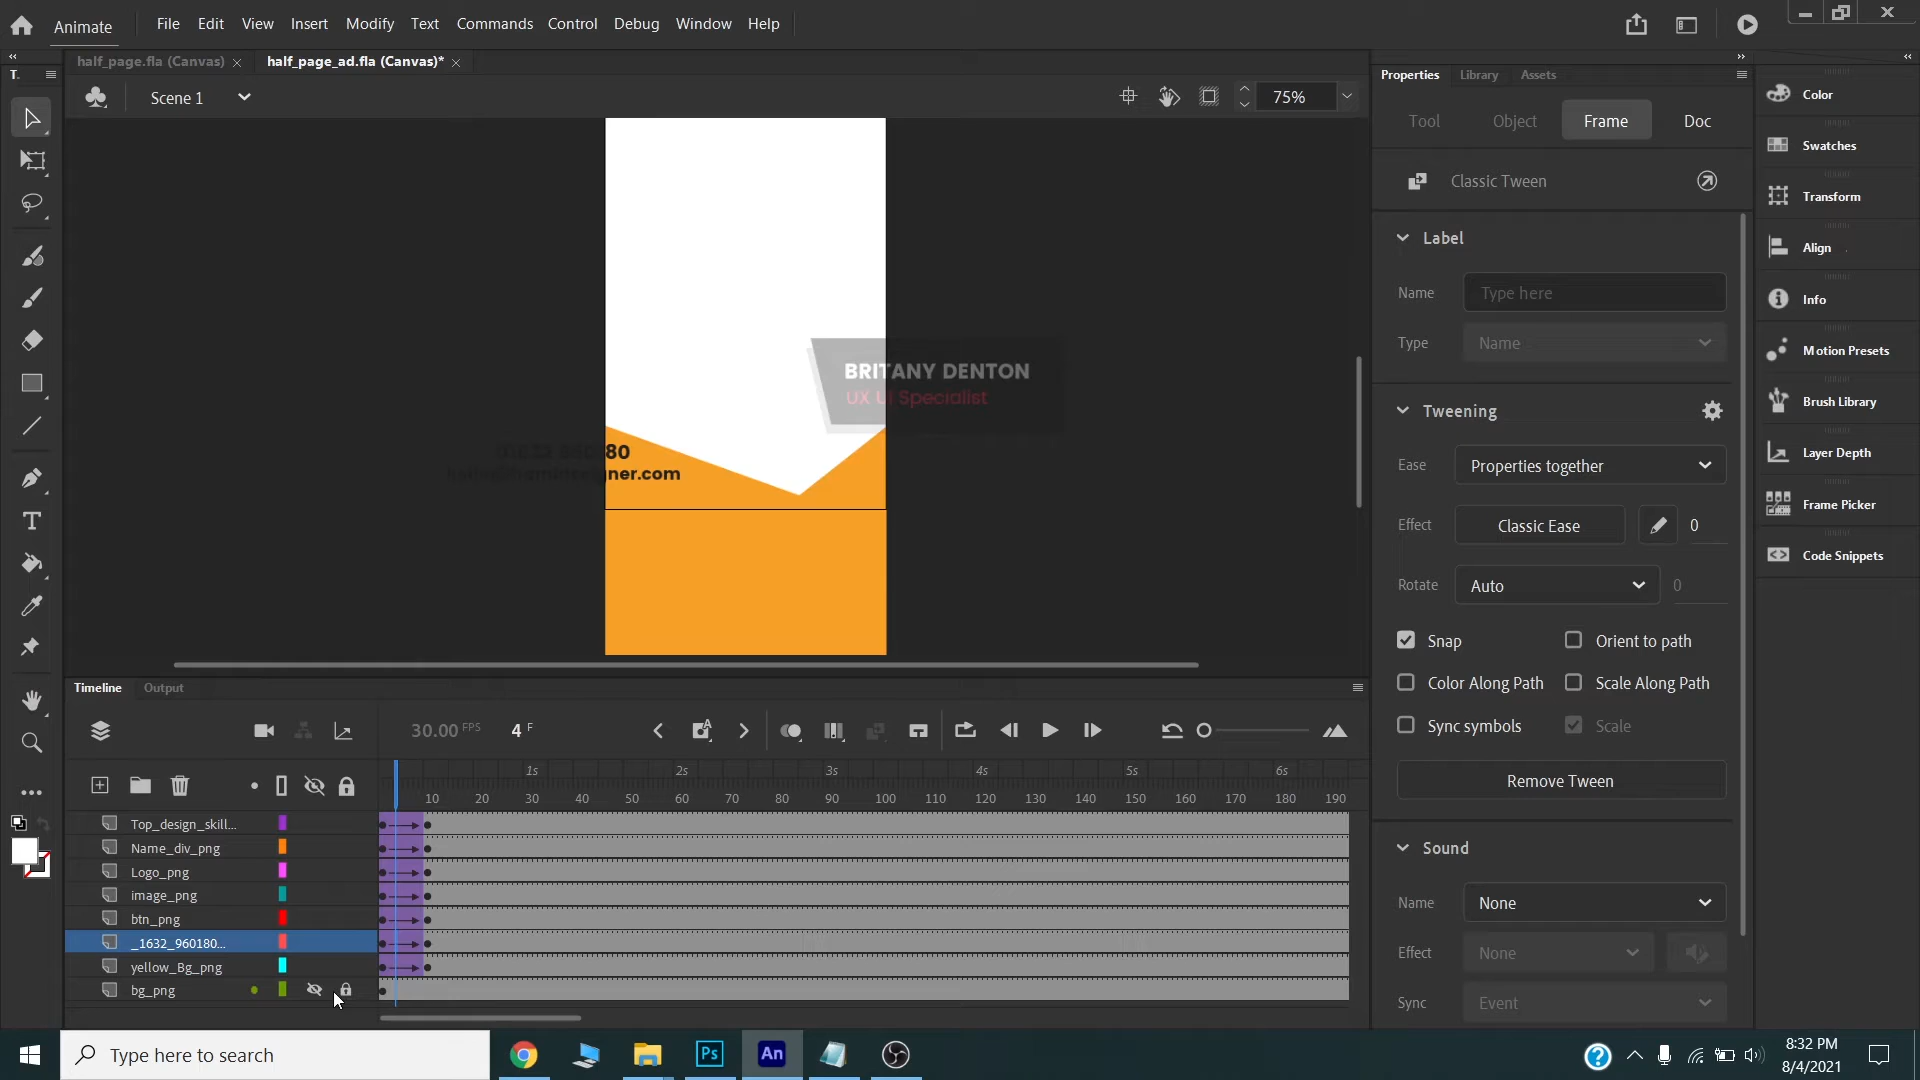 Animate File Edit View Insert Modify Text Commands Control Debug Window Help
half_page.fla (Canvas) half_page_ad.fla (Canvas)*
T.
Scene 1
75%
BRITANY DENTON
UX UI Specialist
Timeline Output
30.00 FPS 4 F
1s 2s 3s 4s 5s 6s
10 20 30 40 50 60 70 80 90 100 110 120 130 140 150 160 170 180 190
Top_design_skill...
Name_div_png
Logo_png
image_png
btn_png
_1632_960180...
yellow_Bg_png
bg_png
Properties Library Assets
Tool Object Frame Doc
Classic Tween
Label
Name Type here
Type Name
Tweening
Ease Properties together
Effect Classic Ease 0
Rotate Auto 0
Snap Orient to path
Color Along Path Scale Along Path
Sync symbols Scale
Remove Tween
Sound
Name None
Effect None
Sync Event
Color
Swatches
Transform
Align
Info
Motion Presets
Brush Library
Layer Depth
Frame Picker
Code Snippets
Type here to search
Ps
An
8:32 PM
8/4/2021